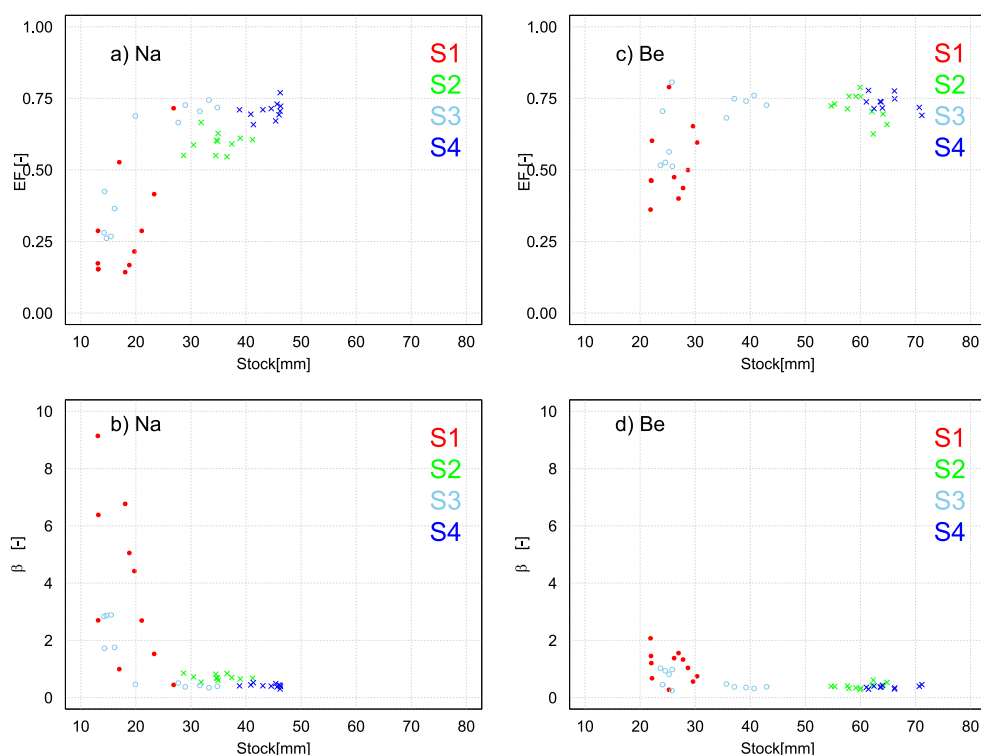 a) Na
S1
S2
S3
S4
1.00
0.75
0.50
0.25
0.00
EF [-]
10 20 30 40 50 60 70 80
Stock[mm]
c) Be
S1
S2
S3
S4
1.00
0.75
0.50
0.25
0.00
EF [-]
10 20 30 40 50 60 70 80
Stock[mm]
b) Na
S1
S2
S3
S4
10
8
6
4
2
0
β [-]
10 20 30 40 50 60 70 80
Stock[mm]
d) Be
S1
S2
S3
S4
10
8
6
4
2
0
β [-]
10 20 30 40 50 60 70 80
Stock[mm]